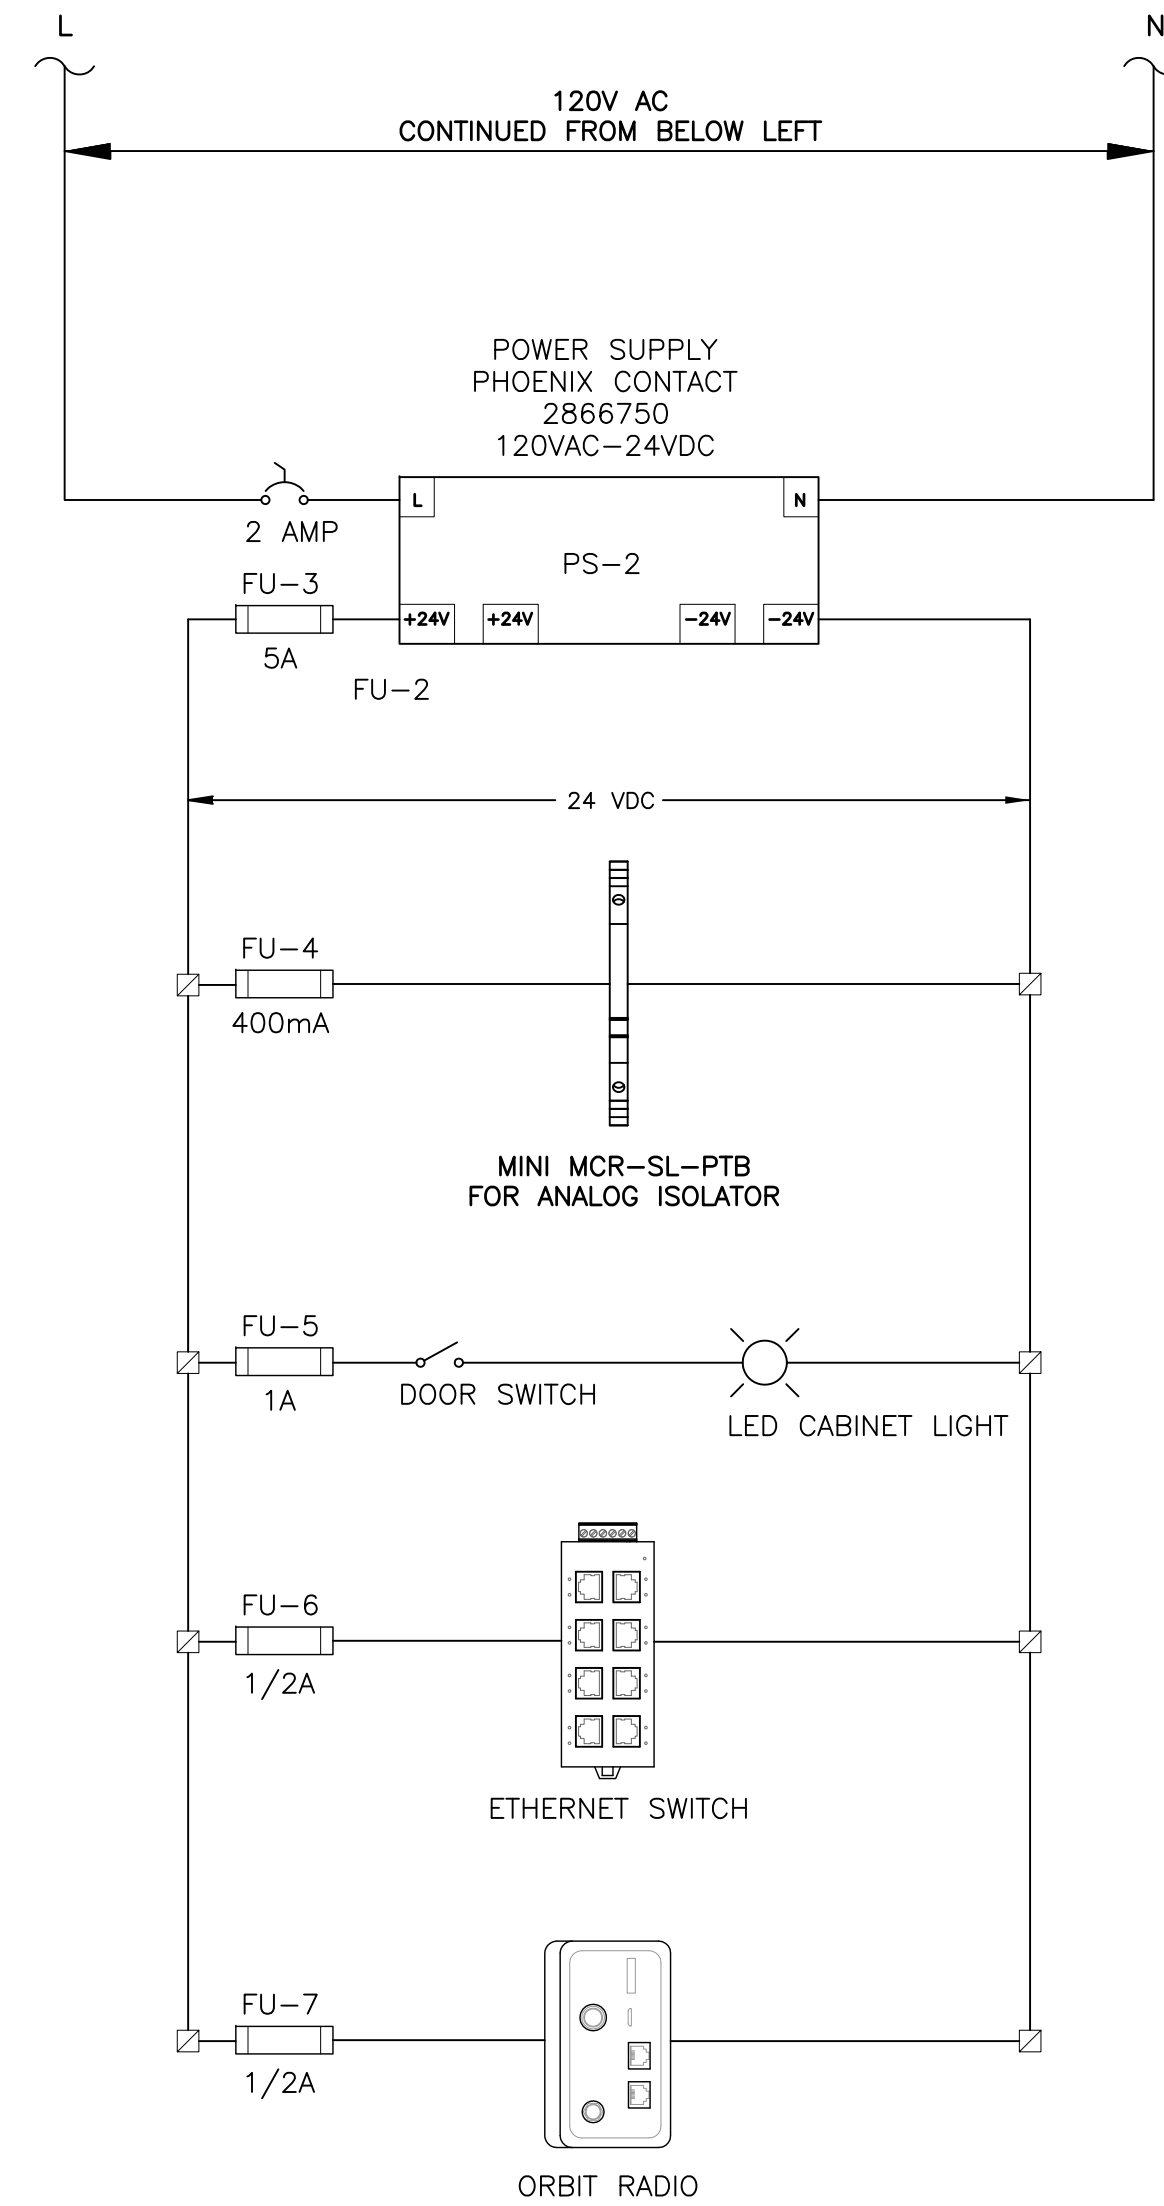 L
N
120V AC
CONTINUED FROM BELOW LEFT
POWER SUPPLY
PHOENIX CONTACT
2866750
120VAC-24VDC
L
N
2 AMP
PS-2
FU-3
+24V
+24V
-24V
-24V
5A
FU-2
24 VDC
FU-4
400mA
MINI MCR-SL-PTB
FOR ANALOG ISOLATOR
FU-5
1A
DOOR SWITCH
LED CABINET LIGHT
FU-6
1/2A
ETHERNET SWITCH
FU-7
1/2A
ORBIT RADIO